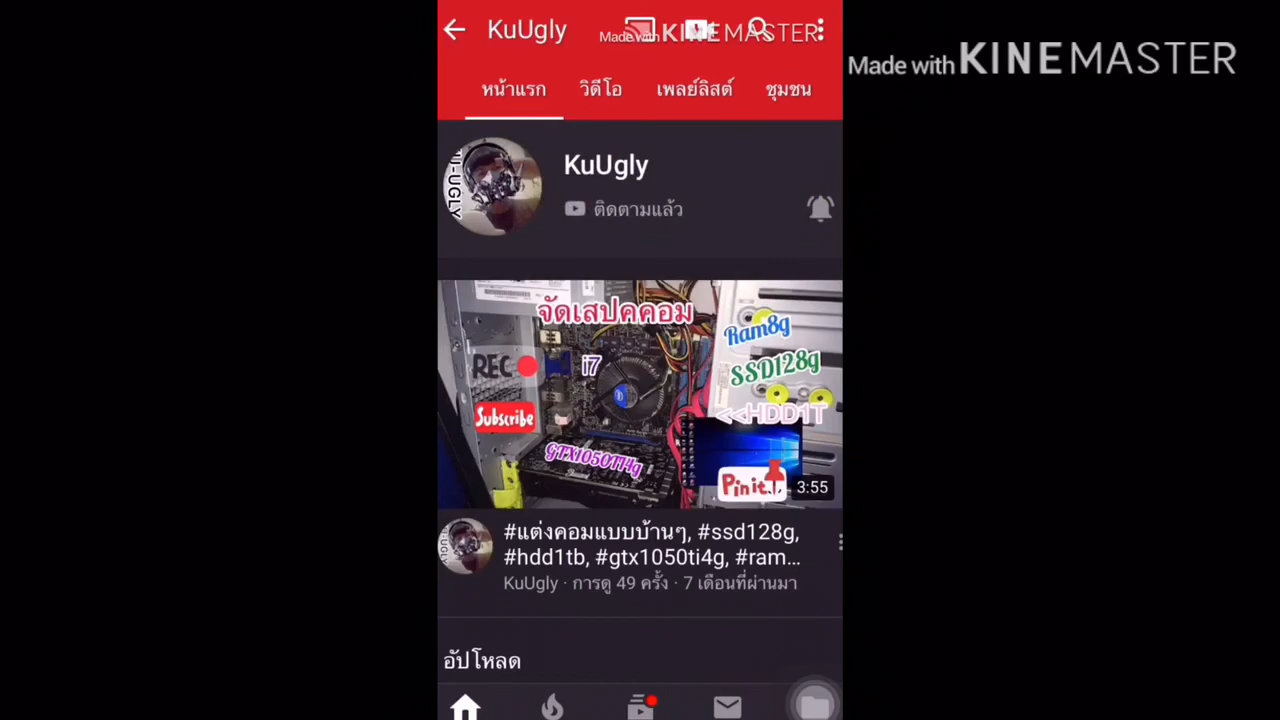 KuUgly
Made with KINEMASTER
Made with KINEMASTER
หน้าแรก วิดีโอ เพลย์ลิสต์ ชุมชน
KuUgly
ติดตามแล้ว
จัดเสปคคอม
Ram8g
REC i7
SSD128g
<<HDD1T
Subscribe
GTX1050Ti4g
Pin it
3:55
#แต่งคอมแบบบ้านๆ, #ssd128g,
#hdd1tb, #gtx1050ti4g, #ram...
KuUgly · การดู 49 ครั้ง · 7 เดือนที่ผ่านมา
อัปโหลด